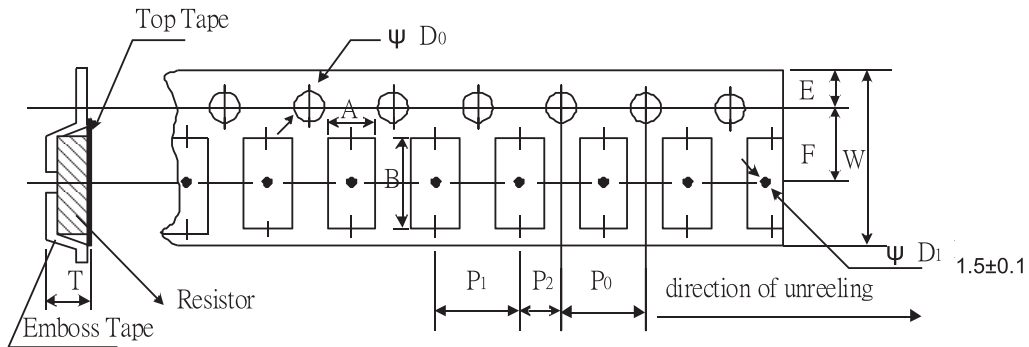 Top Tape
Ψ D0
E
A
F
W
B
Ψ D1 1.5±0.1
T
P1
P2
P0
direction of unreeling
Resistor
Emboss Tape